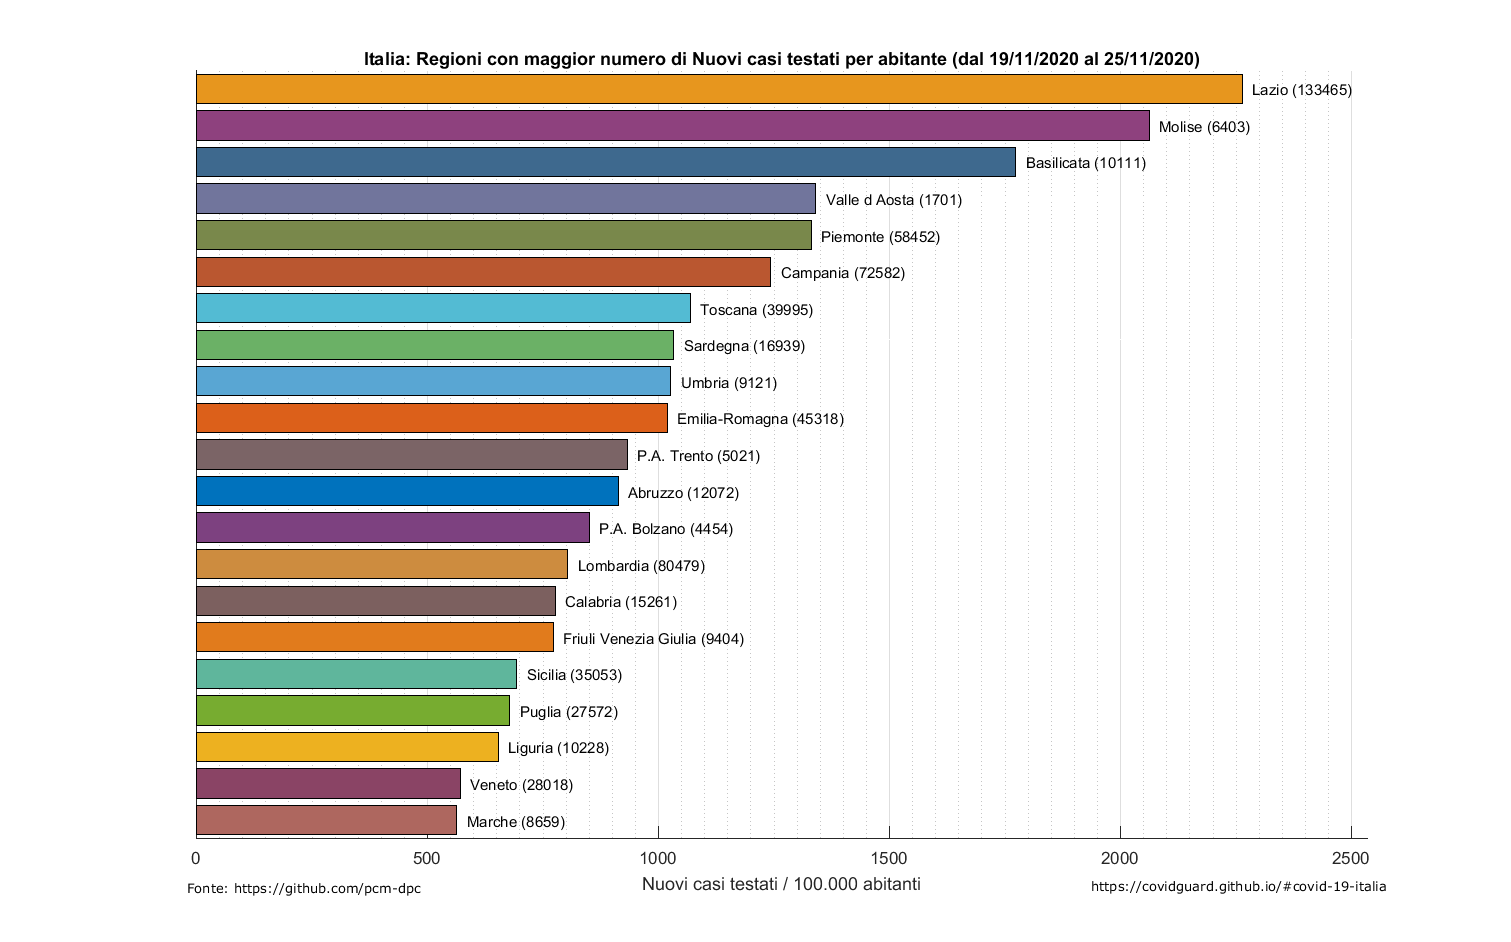 Italia: Regioni con maggior numero di Nuovi casi testati per abitante (dal 19/11/2020 al 25/11/2020)
Lazio (133465)
Molise (6403)
Basilicata (10111)
Valle d Aosta (1701)
Piemonte (58452)
Campania (72582)
Toscana (39995)
Sardegna (16939)
Umbria (9121)
Emilia-Romagna (45318)
P.A. Trento (5021)
Abruzzo (12072)
P.A. Bolzano (4454)
Lombardia (80479)
Calabria (15261)
Friuli Venezia Giulia (9404)
Sicilia (35053)
Puglia (27572)
Liguria (10228)
Veneto (28018)
Marche (8659)
0 500 1000 1500 2000 2500
Nuovi casi testati / 100.000 abitanti
Fonte: https://github.com/pcm-dpc
https://covidguard.github.io/#covid-19-italia